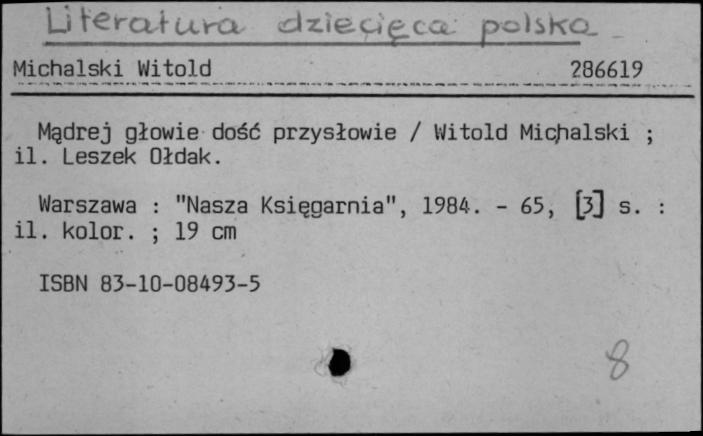 Literatura dziecięca polska
Michalski Witold 286619
Mądrej głowie dość przysłowie / Witold Michalski ;
il. Leszek Ołdak.
Warszawa : "Nasza Księgarnia", 1984. - 65, [3] s. :
il. kolor. ; 19 cm
ISBN 83-10-08493-5
8